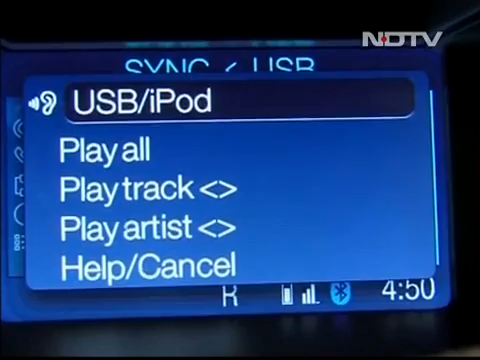 NDTV
SYNC < USB
USB/iPod
Play all
Play track <>
Play artist <>
Help/Cancel
R
4:50